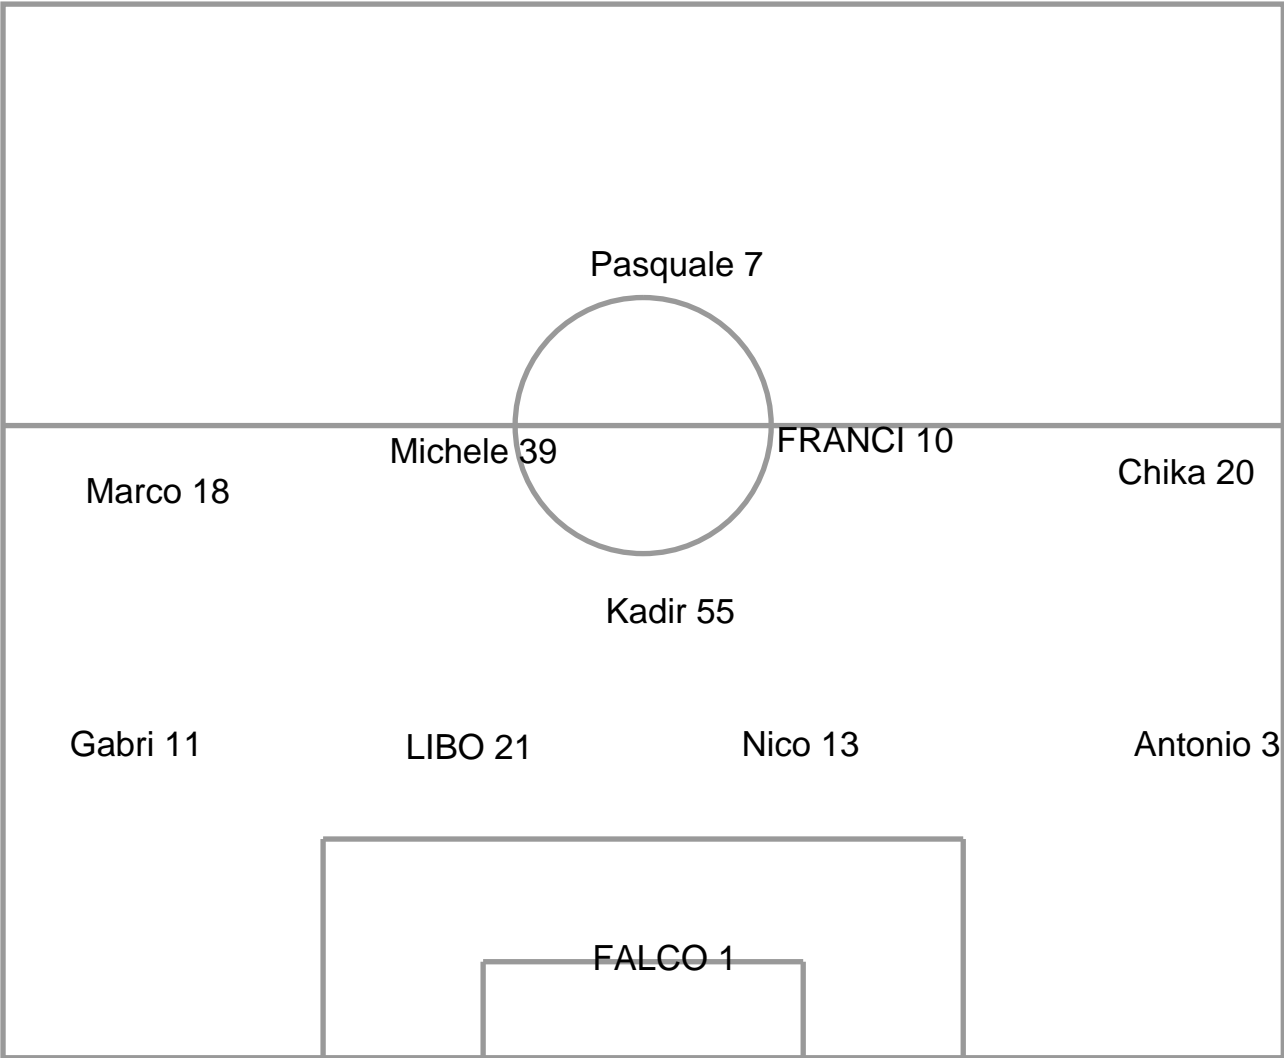 Pasquale 7
Michele 39
FRANCI 10
Marco 18
Chika 20
Kadir 55
Gabri 11
LIBO 21
Nico 13
Antonio 3
FALCO 1